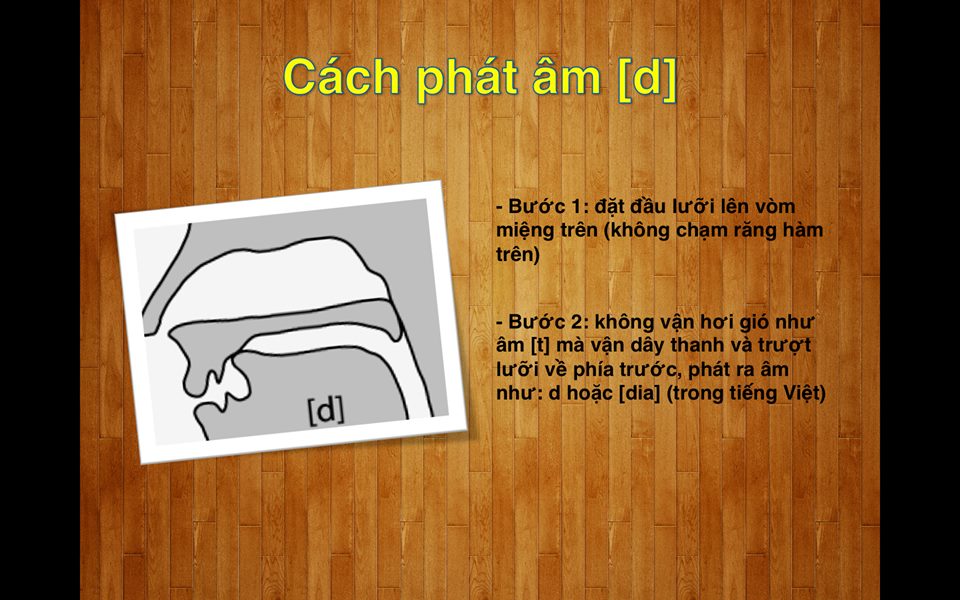 Cách phát âm [d]
- Bước 1: đặt đầu lưỡi lên vòm
miệng trên (không chạm răng hàm
trên)
- Bước 2: không vận hơi gió như
âm [t] mà vận dây thanh và trượt
lưỡi về phía trước, phát ra âm
như: d hoặc [dia] (trong tiếng Việt)
[d]